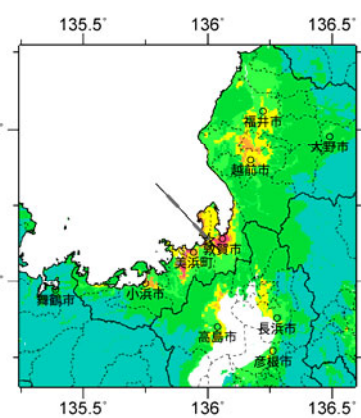 135.5° 136° 136.5°
福井市
大野市
越前市
敦賀市
美浜町
小浜市
舞鶴市
長浜市
高島市
彦根市
135.5° 136° 136.5°